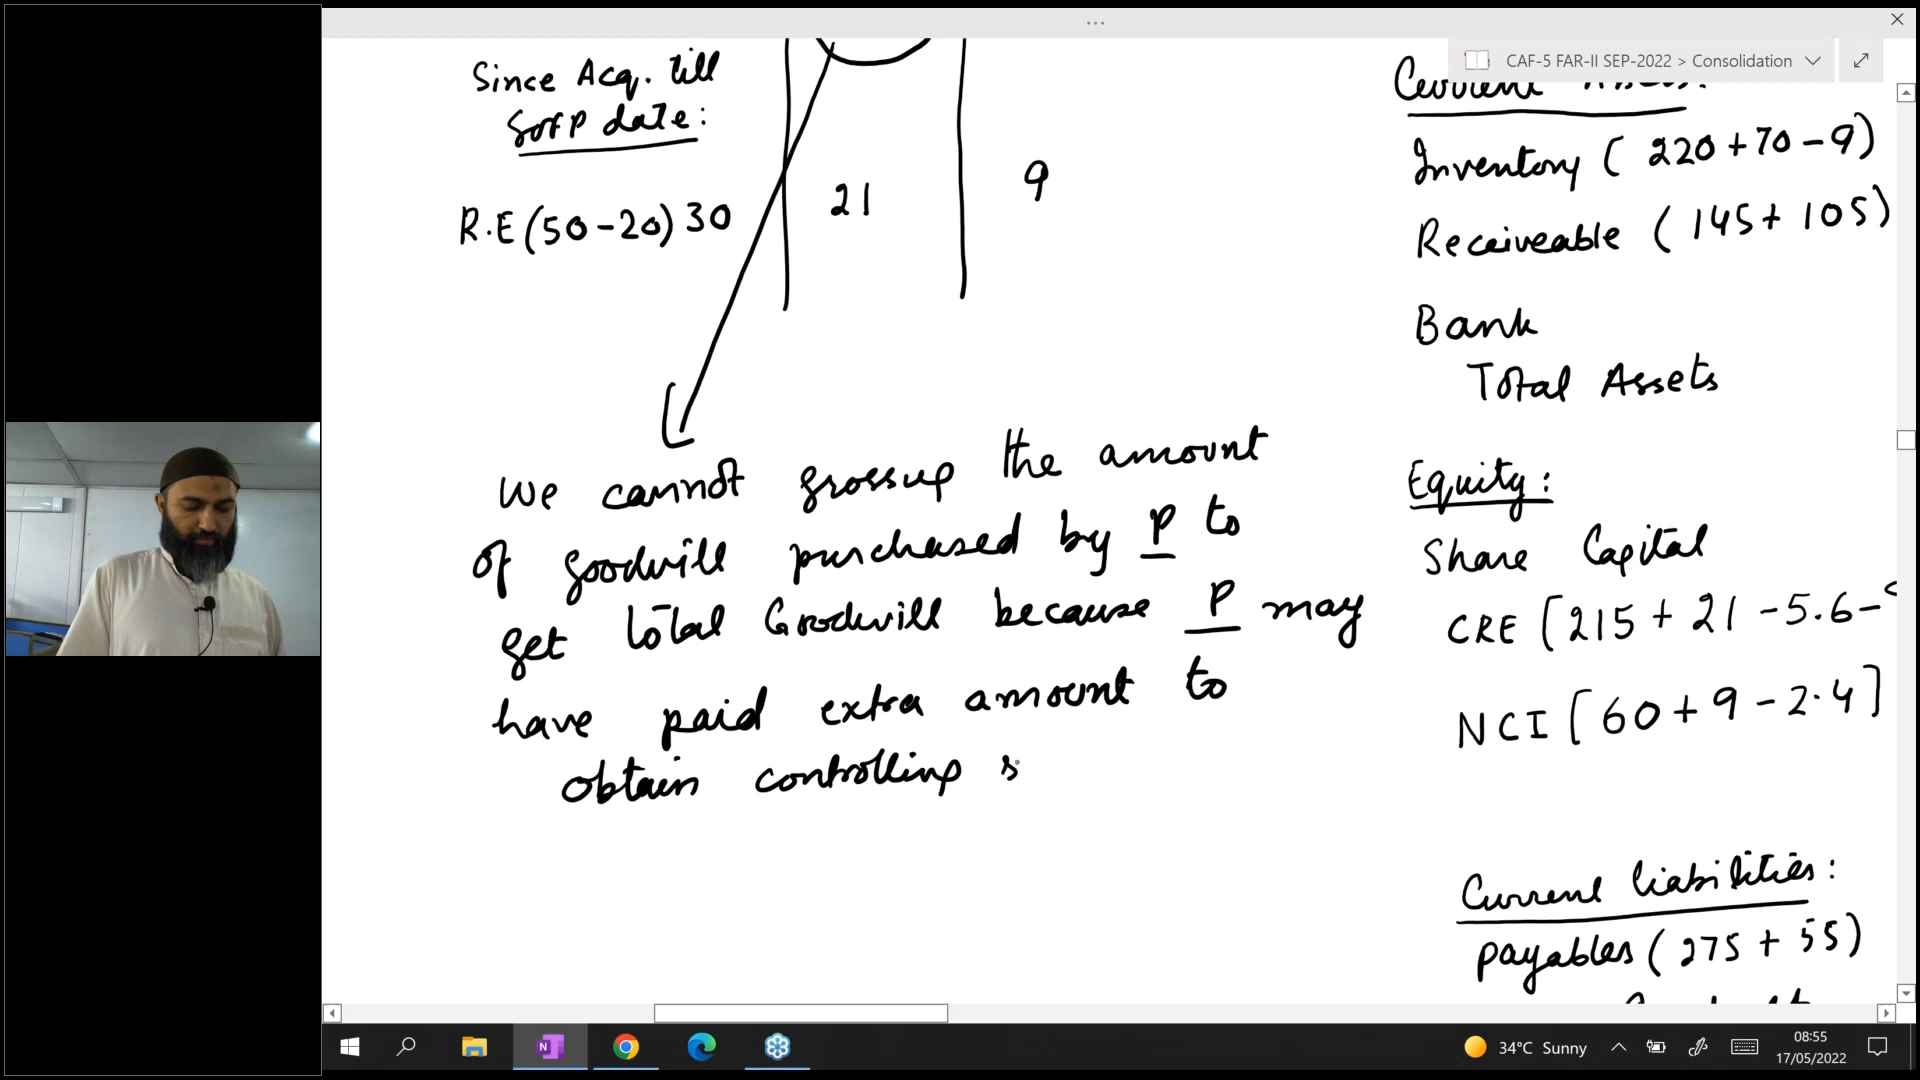 CAF-5 FAR-II SEP-2022 > Consolidation
Since Acq. till
SOFP date:
R.E (50-20) 30
21
9
We cannot grossup the amount
of goodwill purchased by P to
get total Goodwill because P may
have paid extra amount to
obtain controlling s
Current Assets:
Inventory ( 220 + 70 - 9)
Receiveable ( 145 + 105)
Bank
Total Assets
Equity:
Share Capital
CRE [215 + 21 - 5.6 -
NCI [60 + 9 - 2.4]
Current liabilities:
payables ( 275 + 55)
34°C Sunny
08:55
17/05/2022